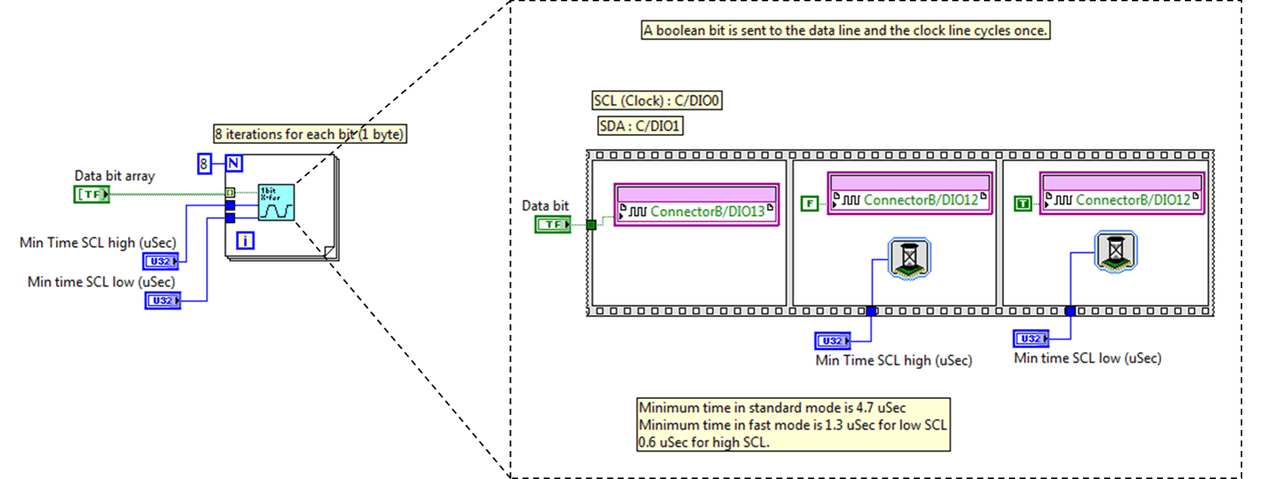 A boolean bit is sent to the data line and the clock line cycles once.
SCL (Clock) : C/DIO0
SDA : C/DIO1
8 iterations for each bit (1 byte)
8
N
Data bit array
TF
1bit
X-fer
i
Min Time SCL high (uSec)
U32
Min time SCL low (uSec)
U32
Data bit
TF
ConnectorB/DIO13
F
ConnectorB/DIO12
T
ConnectorB/DIO12
U32
Min Time SCL high (uSec)
U32
Min time SCL low (uSec)
Minimum time in standard mode is 4.7 uSec
Minimum time in fast mode is 1.3 uSec for low SCL
0.6 uSec for high SCL.